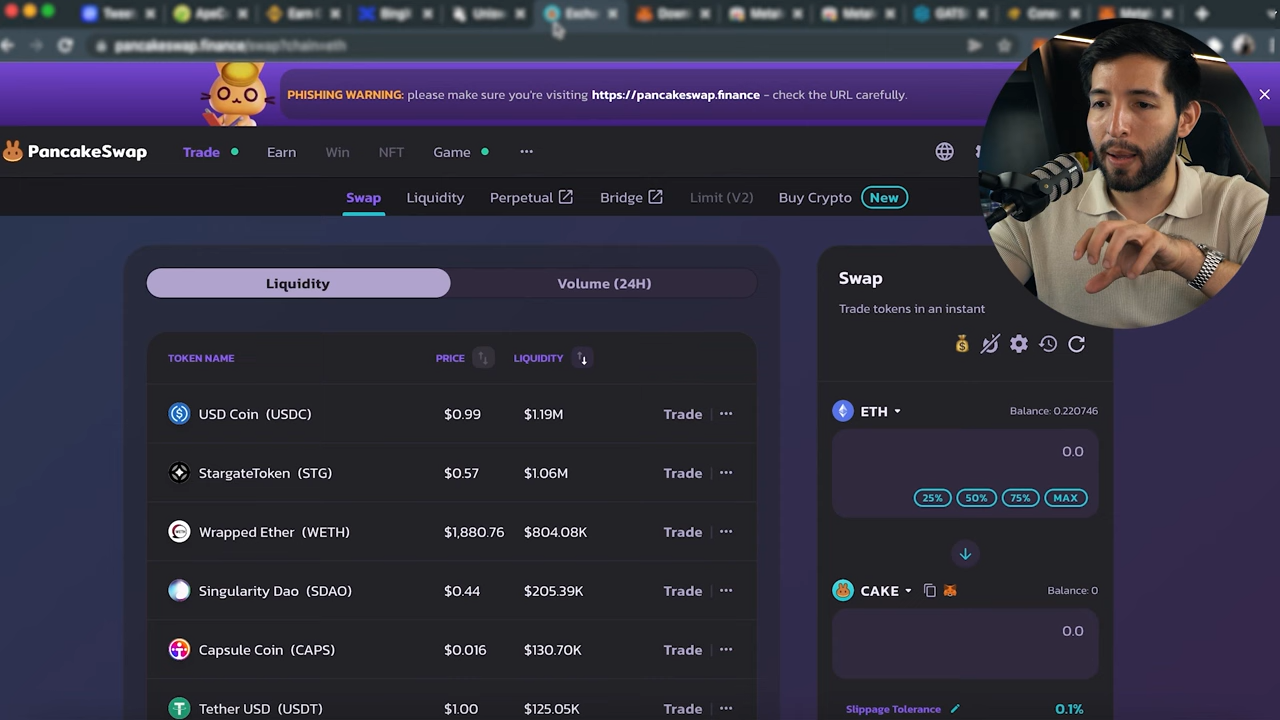 pancakeswap.finance/swap?chain=eth
PHISHING WARNING: please make sure you're visiting https://pancakeswap.finance - check the URL carefully.
PancakeSwap
Trade
Earn
Win
NFT
Game
Swap
Liquidity
Perpetual
Bridge
Limit (V2)
Buy Crypto
New
Liquidity
Volume (24H)
TOKEN NAME
PRICE
LIQUIDITY
USD Coin (USDC) $0.99 $1.19M Trade
StargateToken (STG) $0.57 $1.06M Trade
Wrapped Ether (WETH) $1,880.76 $804.08K Trade
Singularity Dao (SDAO) $0.44 $205.39K Trade
Capsule Coin (CAPS) $0.016 $130.70K Trade
Tether USD (USDT) $1.00 $125.05K Trade
Swap
Trade tokens in an instant
ETH
Balance: 0.220746
0.0
25%
50%
75%
MAX
CAKE
Balance: 0
0.0
Slippage Tolerance
0.1%